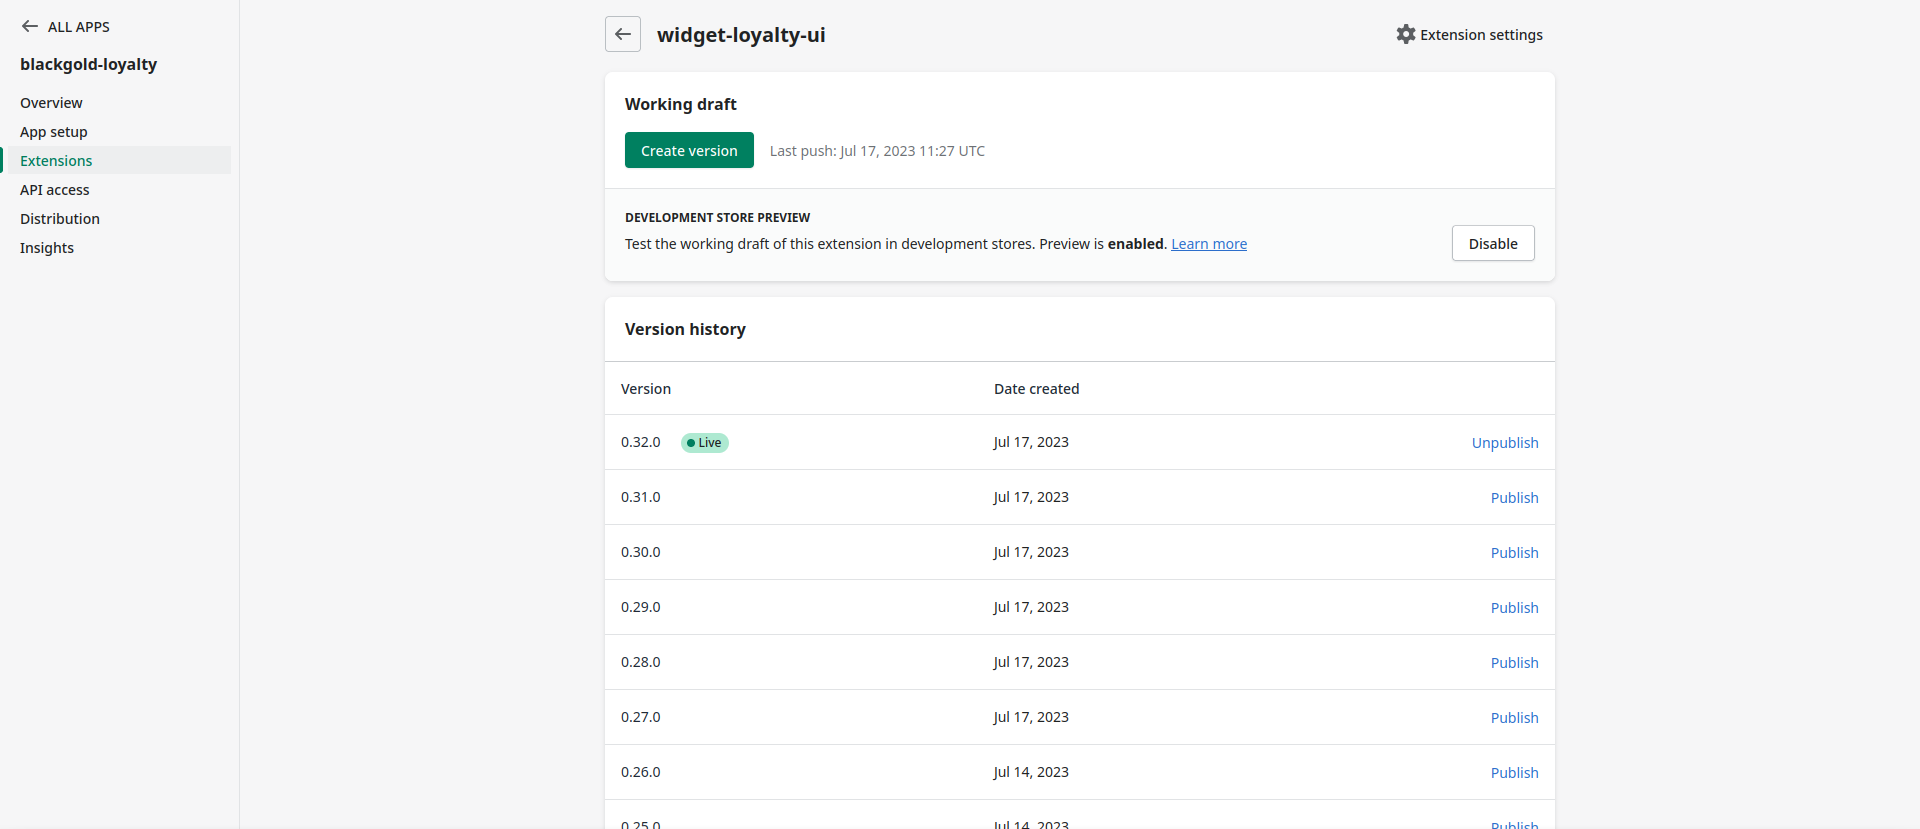 ALL APPS
blackgold-loyalty
Overview
App setup
Extensions
API access
Distribution
Insights
widget-loyalty-ui
Extension settings
Working draft
Create version Last push: Jul 17, 2023 11:27 UTC
DEVELOPMENT STORE PREVIEW
Test the working draft of this extension in development stores. Preview is enabled. Learn more
Disable
Version history
Version Date created
0.32.0 Live Jul 17, 2023 Unpublish
0.31.0 Jul 17, 2023 Publish
0.30.0 Jul 17, 2023 Publish
0.29.0 Jul 17, 2023 Publish
0.28.0 Jul 17, 2023 Publish
0.27.0 Jul 17, 2023 Publish
0.26.0 Jul 14, 2023 Publish
0.25.0 Jul 14, 2023 Publish